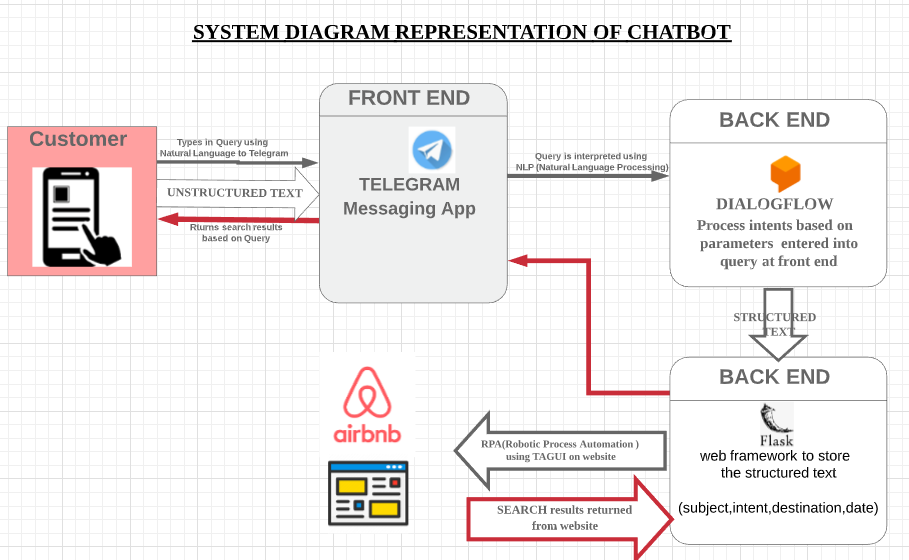 SYSTEM DIAGRAM REPRESENTATION OF CHATBOT
Customer
Types in Query using
Natural Language to Telegram
UNSTRUCTURED TEXT
Rturns search results
based on Query
FRONT END
TELEGRAM
Messaging App
Query is interpreted using
NLP (Natural Language Processing)
BACK END
DIALOGFLOW
Process intents based on
parameters entered into
query at front end
STRUCTURED
TEXT
BACK END
Flask
web framework to store
the structured text
(subject,intent,destination,date)
airbnb
RPA(Robotic Process Automation )
using TAGUI on website
SEARCH results returned
from website